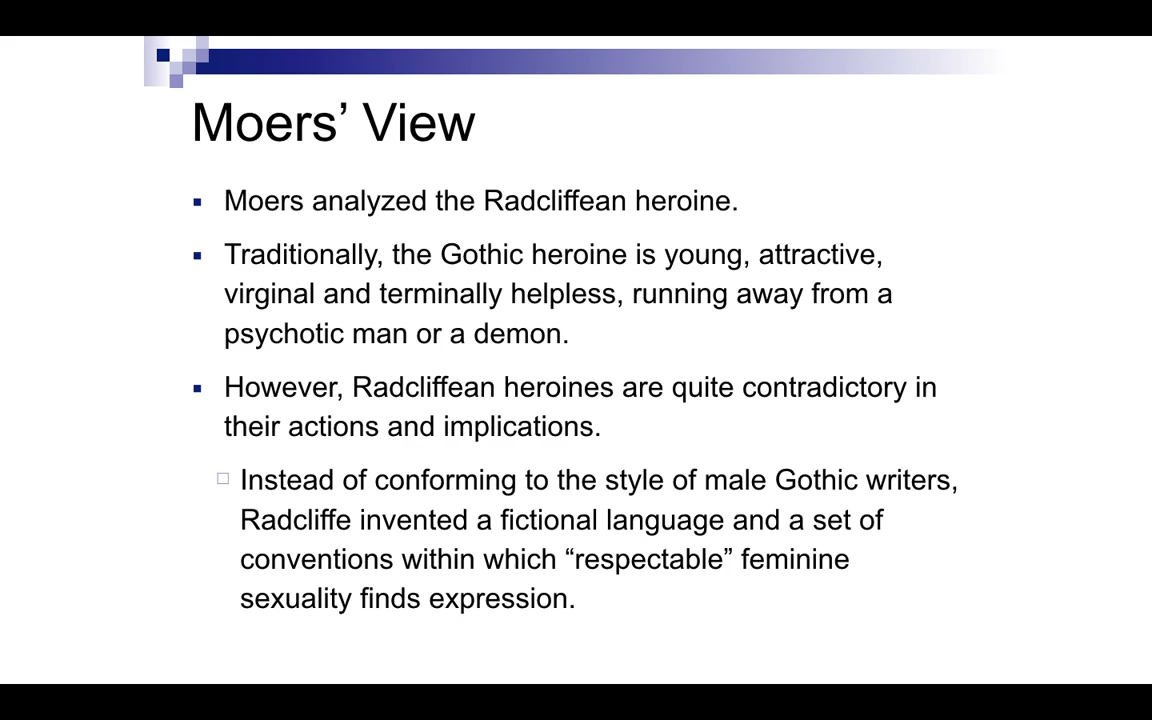 Moers’ View
▪ Moers analyzed the Radcliffean heroine.
▪ Traditionally, the Gothic heroine is young, attractive,
virginal and terminally helpless, running away from a
psychotic man or a demon.
▪ However, Radcliffean heroines are quite contradictory in
their actions and implications.
□ Instead of conforming to the style of male Gothic writers,
Radcliffe invented a fictional language and a set of
conventions within which “respectable” feminine
sexuality finds expression.